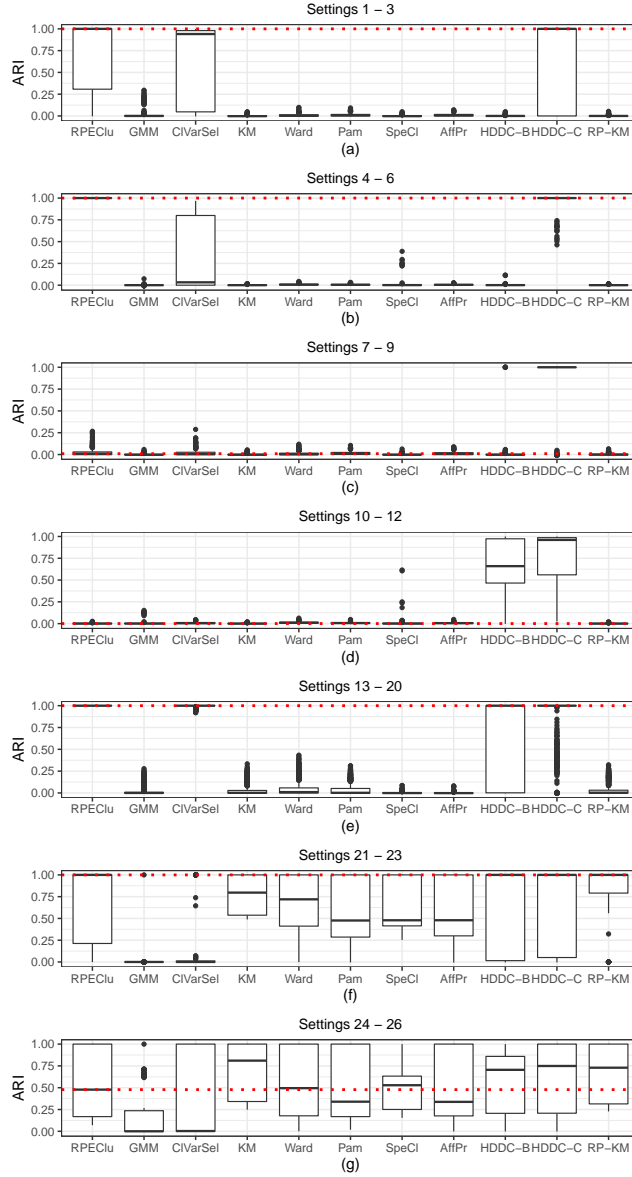 Settings 1 − 3
ARI
1.00
0.75
0.50
0.25
0.00
RPEClu GMM ClVarSel KM Ward Pam SpeCl AffPr HDDC−B HDDC−C RP−KM
(a)
Settings 4 − 6
ARI
1.00
0.75
0.50
0.25
0.00
RPEClu GMM ClVarSel KM Ward Pam SpeCl AffPr HDDC−B HDDC−C RP−KM
(b)
Settings 7 − 9
ARI
1.00
0.75
0.50
0.25
0.00
RPEClu GMM ClVarSel KM Ward Pam SpeCl AffPr HDDC−B HDDC−C RP−KM
(c)
Settings 10 − 12
ARI
1.00
0.75
0.50
0.25
0.00
RPEClu GMM ClVarSel KM Ward Pam SpeCl AffPr HDDC−B HDDC−C RP−KM
(d)
Settings 13 − 20
ARI
1.00
0.75
0.50
0.25
0.00
RPEClu GMM ClVarSel KM Ward Pam SpeCl AffPr HDDC−B HDDC−C RP−KM
(e)
Settings 21 − 23
ARI
1.00
0.75
0.50
0.25
0.00
RPEClu GMM ClVarSel KM Ward Pam SpeCl AffPr HDDC−B HDDC−C RP−KM
(f)
Settings 24 − 26
ARI
1.00
0.75
0.50
0.25
0.00
RPEClu GMM ClVarSel KM Ward Pam SpeCl AffPr HDDC−B HDDC−C RP−KM
(g)